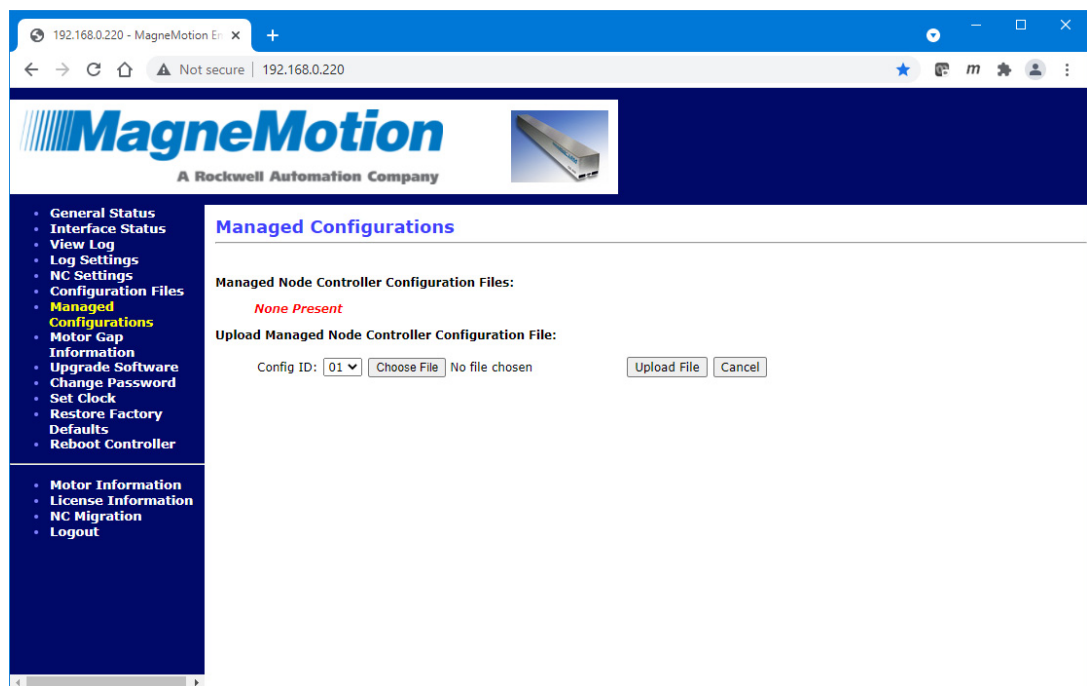 192.168.0.220 - MagneMotion En
Not secure | 192.168.0.220
m
MagneMotion
A Rockwell Automation Company
General Status
Interface Status
View Log
Log Settings
NC Settings
Configuration Files
Managed
Configurations
Motor Gap
Information
Upgrade Software
Change Password
Set Clock
Restore Factory
Defaults
Reboot Controller
Motor Information
License Information
NC Migration
Logout
Managed Configurations
Managed Node Controller Configuration Files:
None Present
Upload Managed Node Controller Configuration File:
Config ID: 01 Choose File No file chosen Upload File Cancel